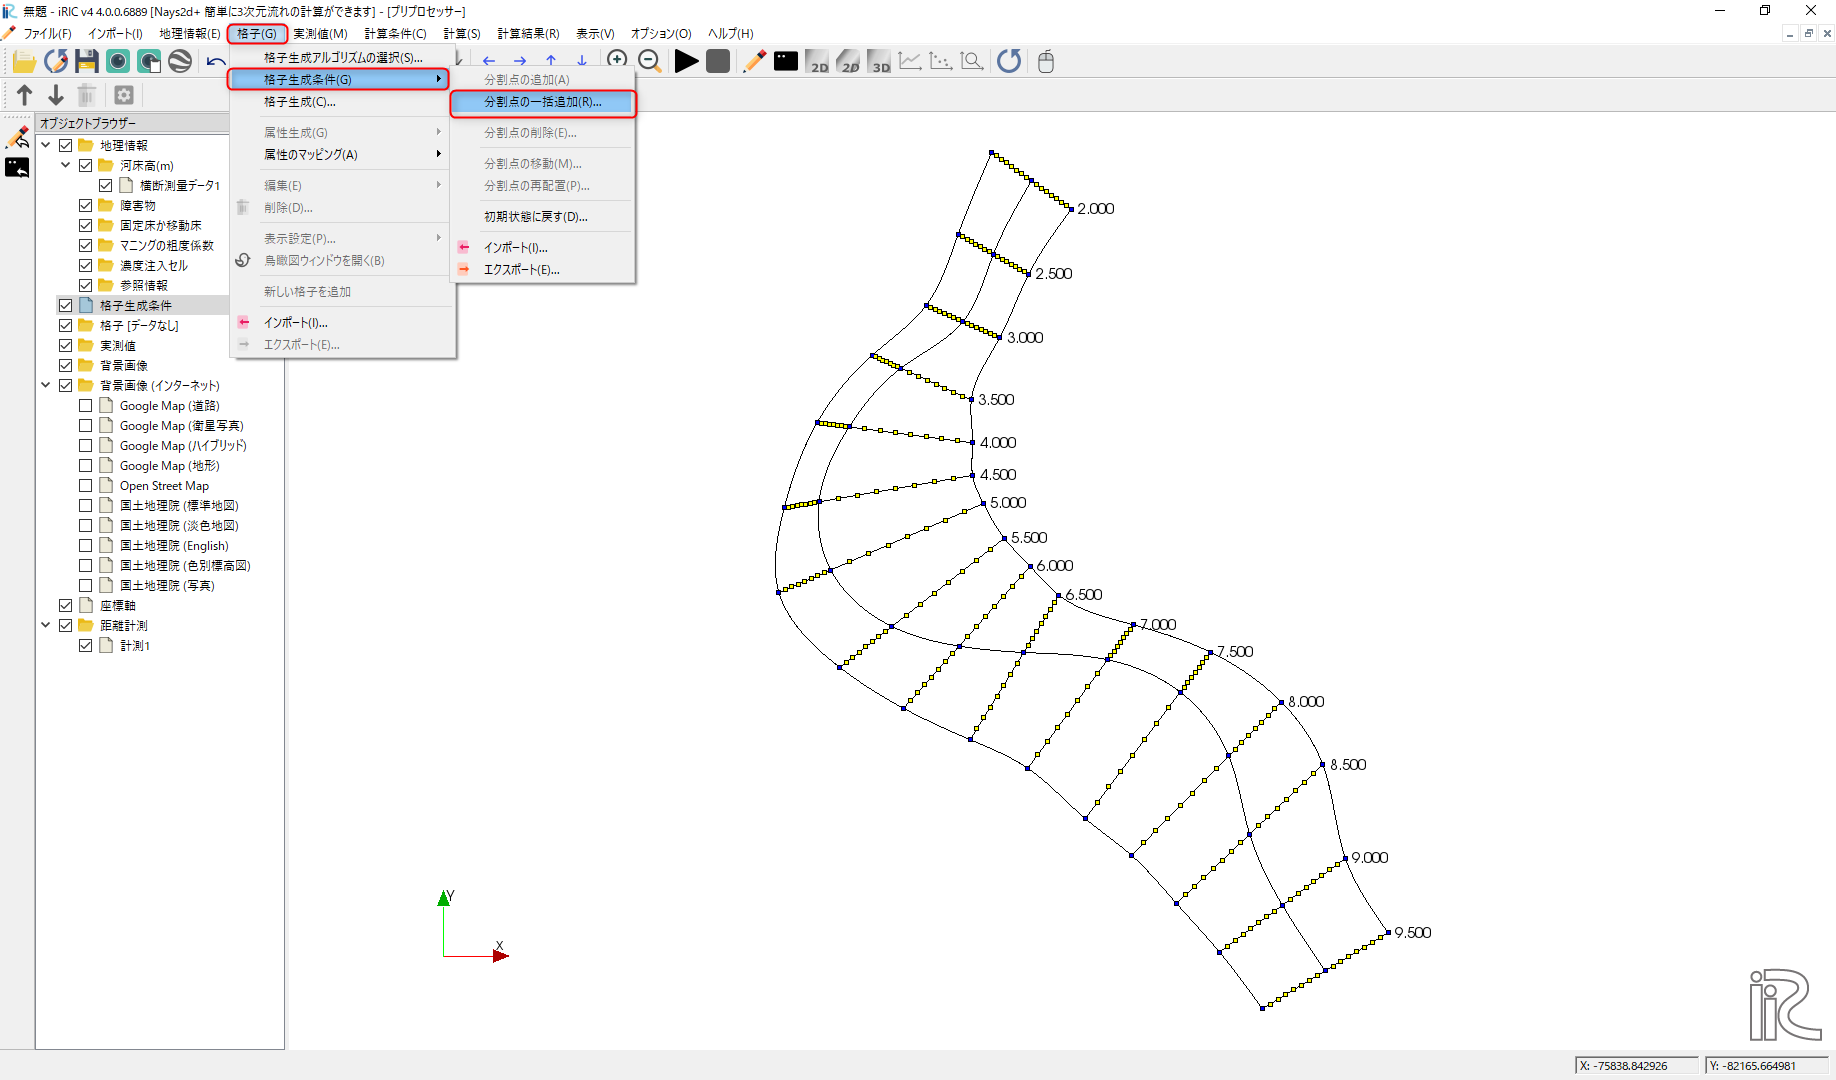 無題 - iRIC v4 4.0.0.6889 [Nays2d+ 簡単に3次元流れの計算ができます] - [プリプロセッサー]
ファイル(F) インポート(I) 地理情報(E) 格子(G) 実測値(M) 計算条件(C) 計算(S) 計算結果(R) 表示(V) オプション(O) ヘルプ(H)
2D 2D 3D
格子生成アルゴリズムの選択(S)...
格子生成条件(G)
格子生成(C)...
属性生成(G)
属性のマッピング(A)
編集(E)
削除(D)...
表示設定(P)...
鳥瞰図ウィンドウを開く(B)
新しい格子を追加
インポート(I)...
エクスポート(E)...
分割点の追加(A)
分割点の一括追加(R)...
分割点の削除(E)...
分割点の移動(M)...
分割点の再配置(P)...
初期状態に戻す(D)...
インポート(I)...
エクスポート(E)...
オブジェクトブラウザー
地理情報
河床高(m)
横断測量データ1
障害物
固定床か移動床
マニングの粗度係数
濃度注入セル
参照情報
格子生成条件
格子 [データなし]
実測値
背景画像
背景画像 (インターネット)
Google Map (道路)
Google Map (衛星写真)
Google Map (ハイブリッド)
Google Map (地形)
Open Street Map
国土地理院 (標準地図)
国土地理院 (淡色地図)
国土地理院 (English)
国土地理院 (色別標高図)
国土地理院 (写真)
座標軸
距離計測
計測1
2.000
2.500
3.000
3.500
4.000
4.500
5.000
5.500
6.000
6.500
7.000
7.500
8.000
8.500
9.000
9.500
Y
X
iRIC
X: -75838.842926
Y: -82165.664981